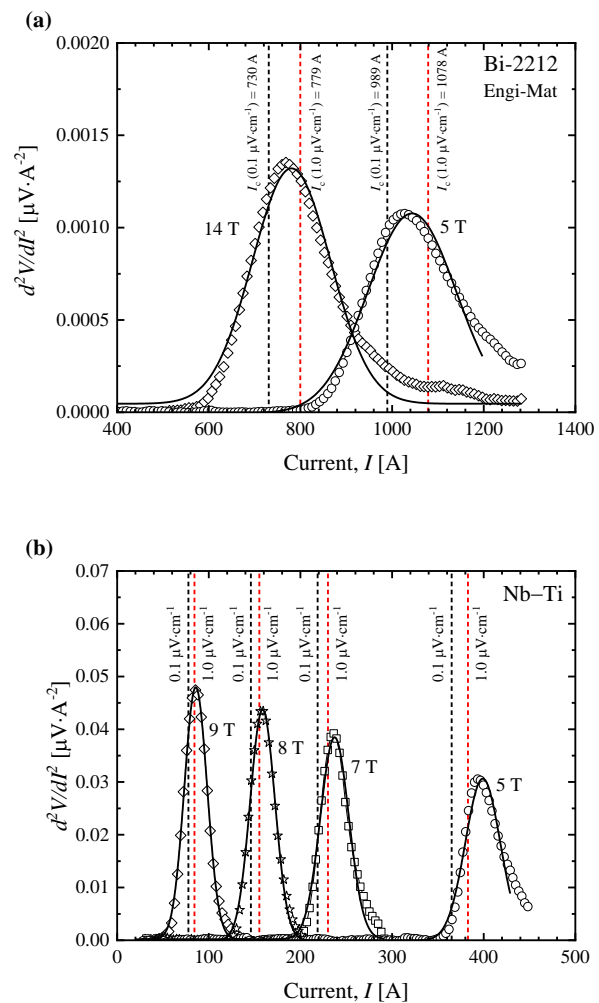 (a)
0.0020
0.0015
0.0010
0.0005
0.0000
d²V/dI² [μV·A⁻²]
I_c (0.1 μV·cm⁻¹) = 730 A
I_c (1.0 μV·cm⁻¹) = 779 A
I_c (0.1 μV·cm⁻¹) = 989 A
I_c (1.0 μV·cm⁻¹) = 1078 A
Bi-2212
Engi-Mat
14 T
5 T
400 600 800 1000 1200 1400
Current, I [A]
(b)
0.07
0.06
0.05
0.04
0.03
0.02
0.01
0.00
d²V/dI² [μV·A⁻²]
0.1 μV·cm⁻¹
1.0 μV·cm⁻¹
0.1 μV·cm⁻¹
1.0 μV·cm⁻¹
0.1 μV·cm⁻¹
1.0 μV·cm⁻¹
0.1 μV·cm⁻¹
1.0 μV·cm⁻¹
Nb–Ti
9 T
8 T
7 T
5 T
0 100 200 300 400 500
Current, I [A]